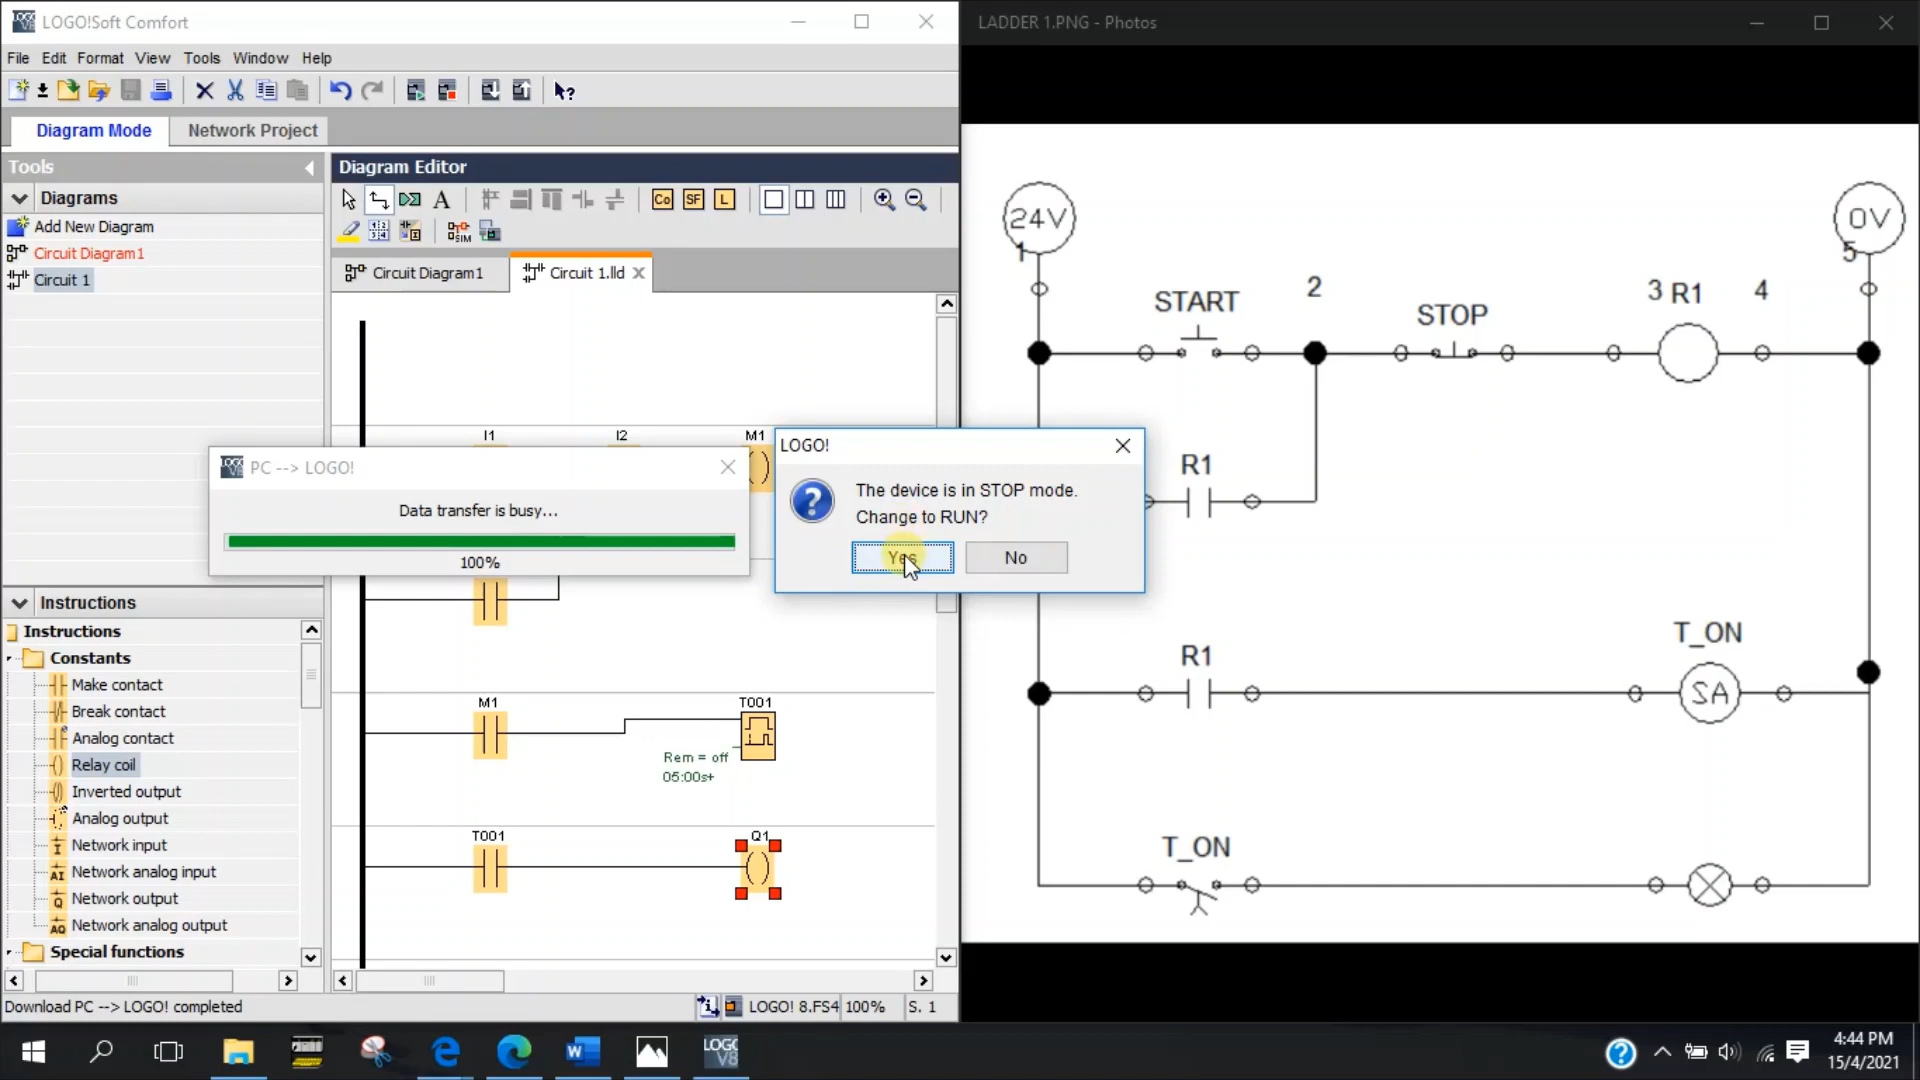 LOGO!Soft Comfort
LADDER 1.PNG - Photos
File Edit Format View Tools Window Help
Diagram Mode
Network Project
Tools
Diagram Editor
Diagrams
A
Co SF L
Add New Diagram
Circuit Diagram1
Circuit 1
Circuit Diagram1
Circuit 1.lld
I1
I2
M1
PC --> LOGO!
Data transfer is busy...
100%
LOGO!
The device is in STOP mode.
Change to RUN?
Yes
No
M1
T001
Rem = off
05:00s+
T001
Q1
Instructions
Instructions
Constants
Make contact
Break contact
Analog contact
Relay coil
Inverted output
Analog output
Network input
Network analog input
Network output
Network analog output
Special functions
Download PC --> LOGO! completed
LOGO! 8.FS4 100% S. 1
24V
1
0V
5
START
2
STOP
3 R1 4
R1
R1
T_ON
SA
T_ON
4:44 PM
15/4/2021